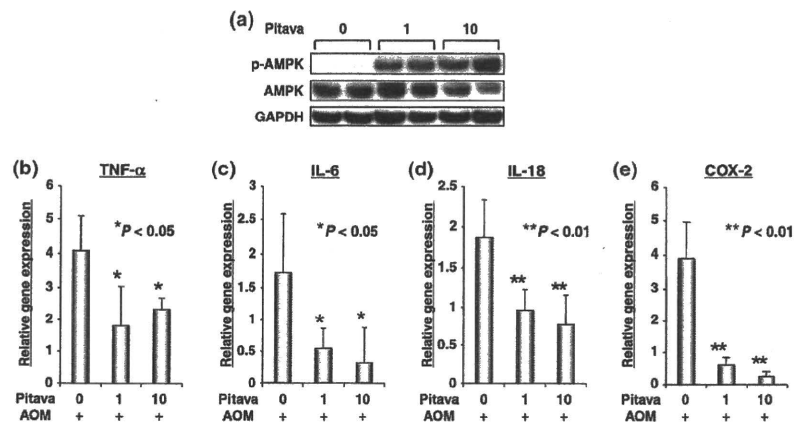 (a)
Pitava 0 1 10
p-AMPK
AMPK
GAPDH
(b) TNF-α
Relative gene expression
6
5
4
3
2
1
0
*P < 0.05
*
*
Pitava 0 1 10
AOM + + +
(c) IL-6
Relative gene expression
3
2.5
2
1.5
1
0.5
0
*P < 0.05
*
*
0 1 10
+ + +
(d) IL-18
Relative gene expression
2.5
2
1.5
1
0.5
0
**P < 0.01
**
**
Pitava 0 1 10
AOM + + +
(e) COX-2
Relative gene expression
6
5
4
3
2
1
0
**P < 0.01
**
**
Pitava 0 1 10
AOM + + +